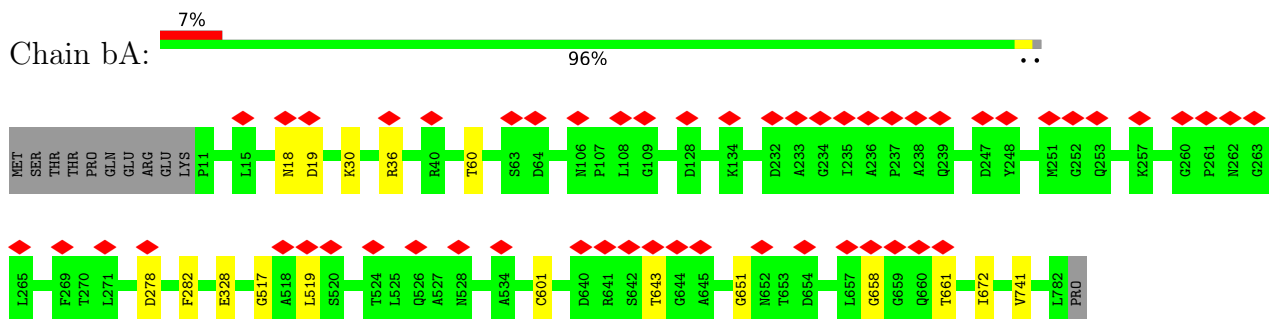 7%
Chain bA:
96%
• •
MET SER THR THR PRO GLN GLU ARG GLU LYS P11 L15 N18 D19 K30 R36 R40 T60 S63 D64 N106 P107 L108 G109 D128 K134 D232 A233 G234 I235 A236 P237 A238 Q239 D247 Y248 M251 G252 Q253 K257 G260 P261 N262 G263
L265 F269 T270 L271 D278 F282 E328 G517 A518 L519 S520 T524 L525 Q526 A527 N528 A534 C601 D640 R641 S642 T643 G644 A645 G651 N652 T653 D654 L657 G658 G659 Q660 T661 I672 V741 L782 PRO